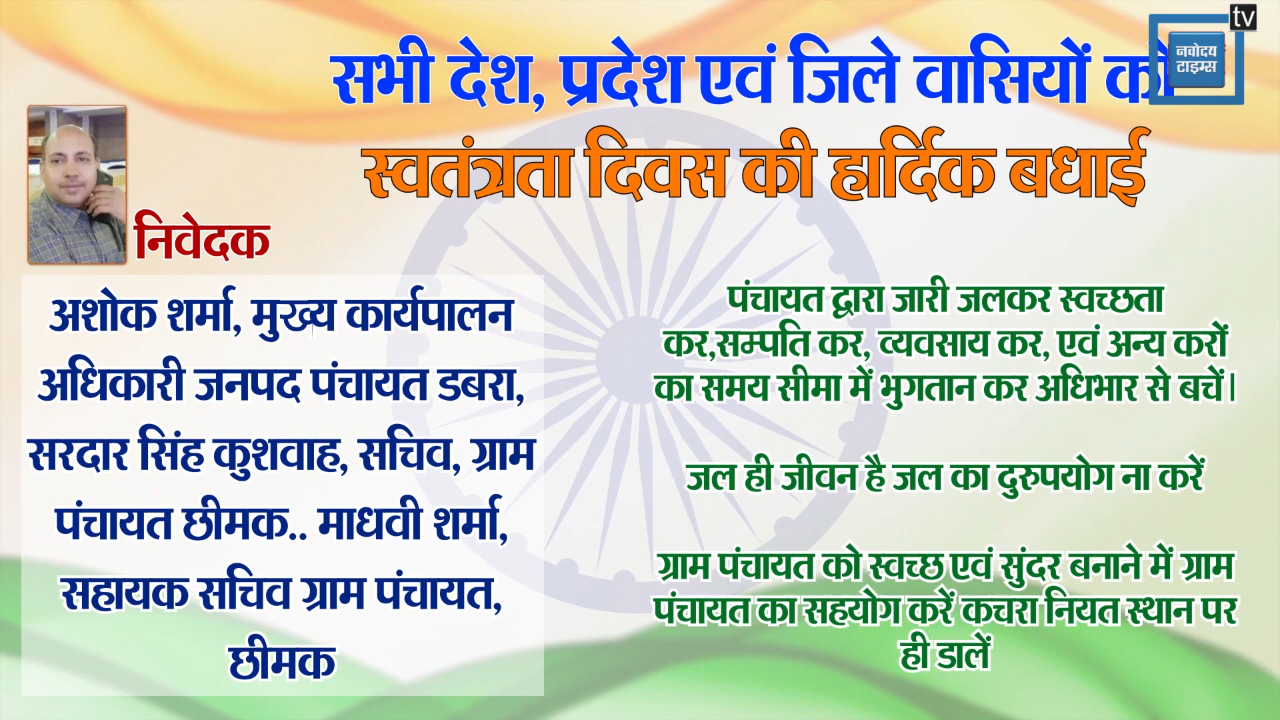 सभी देश, प्रदेश एवं जिले वासियों को
स्वतंत्रता दिवस की हार्दिक बधाई
tv
नवोदय
टाइम्स
निवेदक
अशोक शर्मा, मुख्य कार्यपालन
अधिकारी जनपद पंचायत डबरा,
सरदार सिंह कुशवाह, सचिव, ग्राम
पंचायत छीमक.. माधवी शर्मा,
सहायक सचिव ग्राम पंचायत,
छीमक
पंचायत द्वारा जारी जलकर स्वच्छता
कर,सम्पति कर, व्यवसाय कर, एवं अन्य करों
का समय सीमा में भुगतान कर अधिभार से बचें।
जल ही जीवन है जल का दुरुपयोग ना करें
ग्राम पंचायत को स्वच्छ एवं सुंदर बनाने में ग्राम
पंचायत का सहयोग करें कचरा नियत स्थान पर
ही डालें